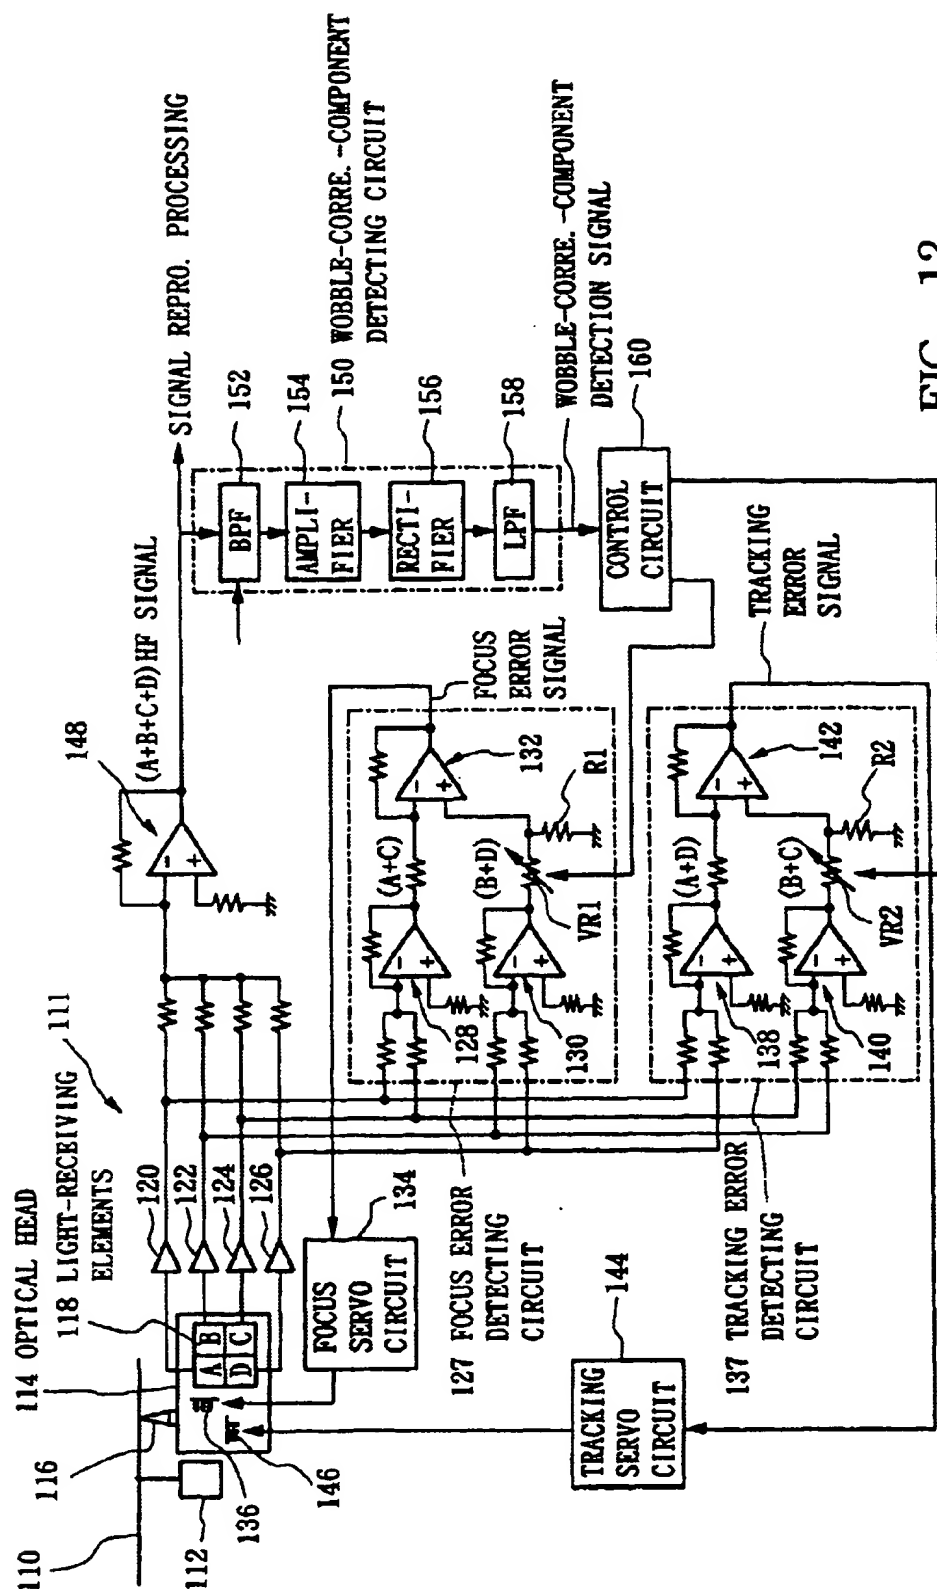 110
116
114 OPTICAL HEAD
118 LIGHT-RECEIVING
ELEMENTS
111
112
136
146
A
B
C
D
120
122
124
126
148
−
+
(A+B+C+D)HF SIGNAL
SIGNAL REPRO. PROCESSING
BPF
152
AMPLI-
FIER
154
150 WOBBLE-CORRE.-COMPONENT
DETECTING CIRCUIT
RECTI-
FIER
156
LPF
158
WOBBLE-CORRE.-COMPONENT
DETECTION SIGNAL
CONTROL
CIRCUIT
160
FOCUS
SERVO
CIRCUIT
134
127 FOCUS ERROR
DETECTING
CIRCUIT
128
−
+
(A+C)
130
−
+
(B+D)
VR1
132
−
+
R1
FOCUS
ERROR
SIGNAL
TRACKING
SERVO
CIRCUIT
144
137 TRACKING ERROR
DETECTING
CIRCUIT
138
−
+
(A+D)
140
−
+
(B+C)
VR2
142
−
+
R2
TRACKING
ERROR
SIGNAL